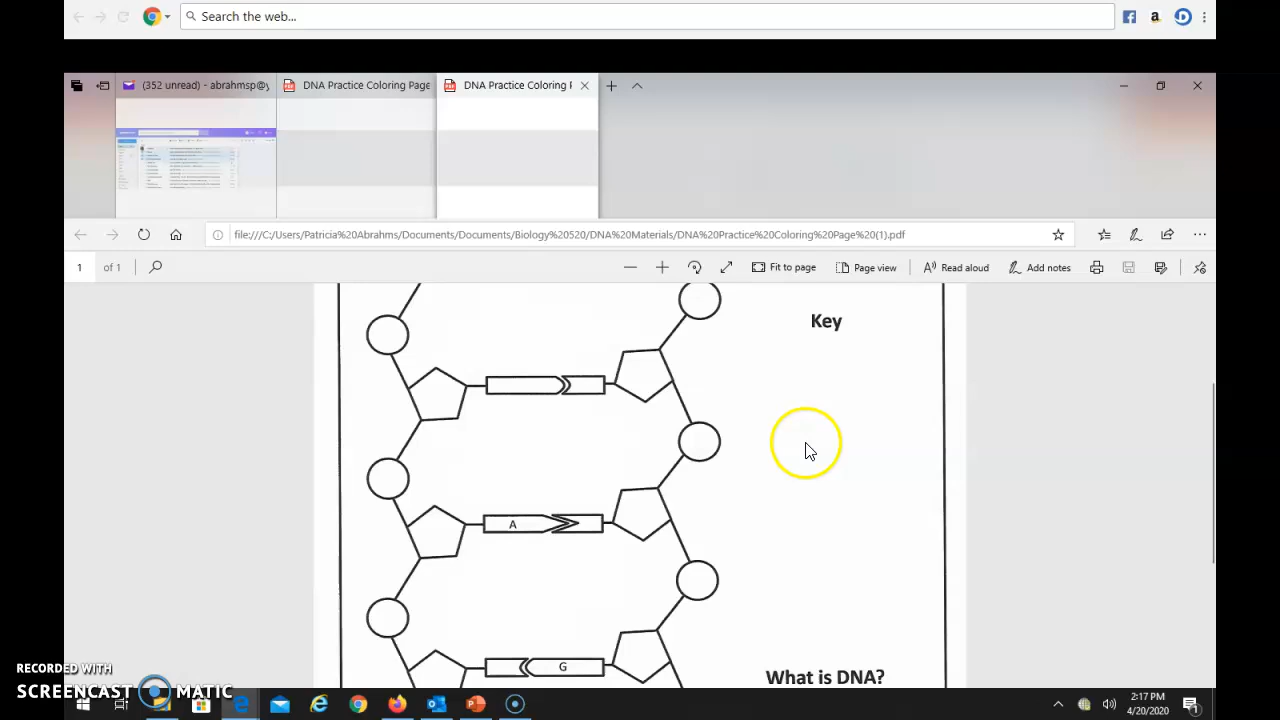 Search the web...
(352 unread) - abrahmsp@y
DNA Practice Coloring Page
DNA Practice Coloring P
file:///C:/Users/Patricia%20Abrahms/Documents/Documents/Biology%20520/DNA%20Materials/DNA%20Practice%20Coloring%20Page%20(1).pdf
1 of 1
Fit to page
Page view
Read aloud
Add notes
Key
A
G
What is DNA?
RECORDED WITH
SCREENCAST MATIC
2:17 PM
4/20/2020